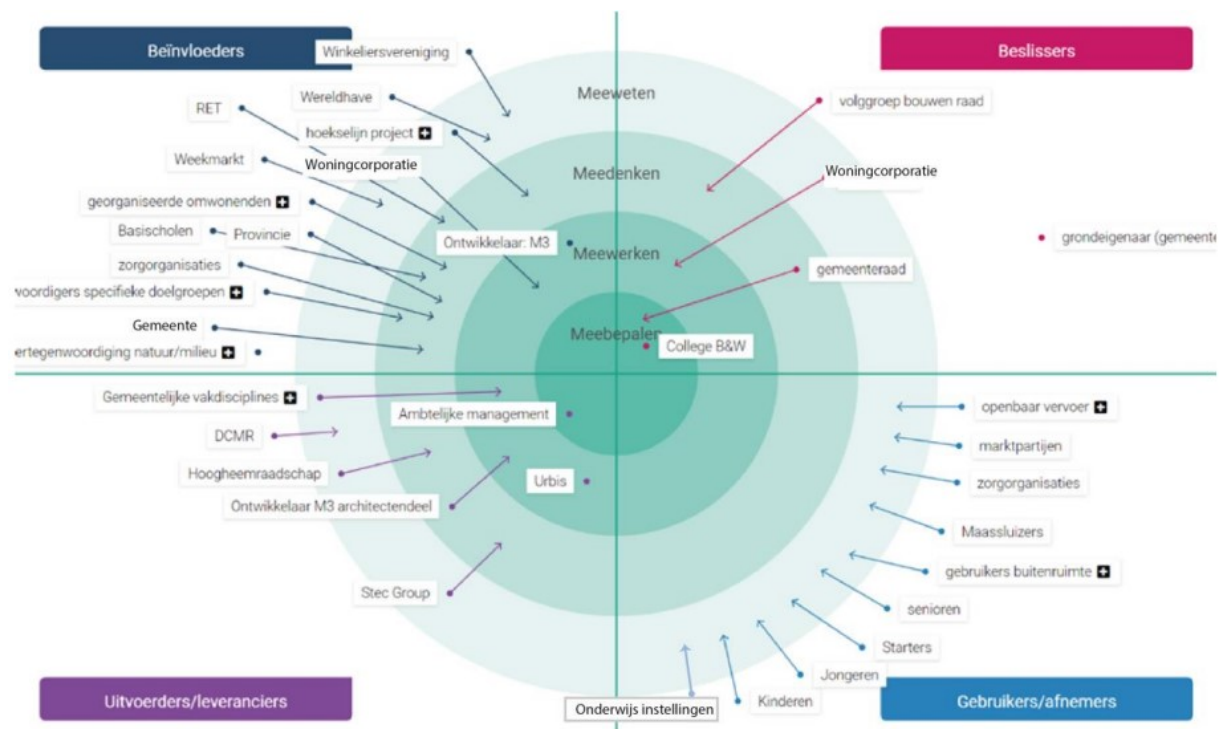 Beïnvloeders
Winkeliersvereniging
Beslissers
Meeweten
Wereldhave
RET
volggroep bouwen raad
hoekselijn project
Weekmarkt
Woningcorporatie
Meedenken
Woningcorporatie
georganiseerde omwonenden
Basischolen
Provincie
Ontwikkelaar: M3
Meewerken
grondeigenaar (gemeente
zorgorganisaties
gemeenteraad
woordigers specifieke doelgroepen
Gemeente
Meebepalen
College B&W
ertegenwoordiging natuur/milieu
Gemeentelijke vakdisciplines
Ambtelijke management
openbaar vervoer
DCMR
marktpartijen
Hoogheemraadschap
Urbis
zorgorganisaties
Ontwikkelaar M3 architectendeel
Maassluizers
gebruikers buitenruimte
Stec Group
senioren
Starters
Jongeren
Uitvoerders/leveranciers
Onderwijs instellingen
Kinderen
Gebruikers/afnemers